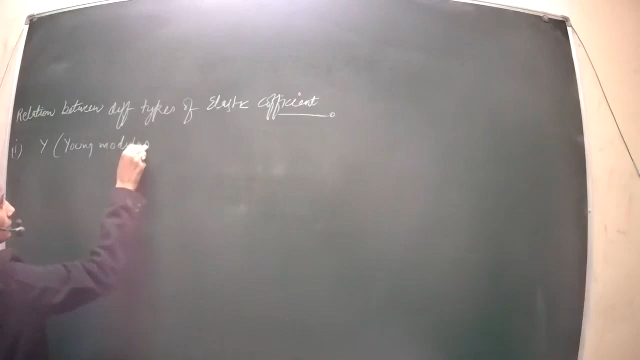 Relation between diff types of Elastic coefficient.
(i) Y (Young modulus